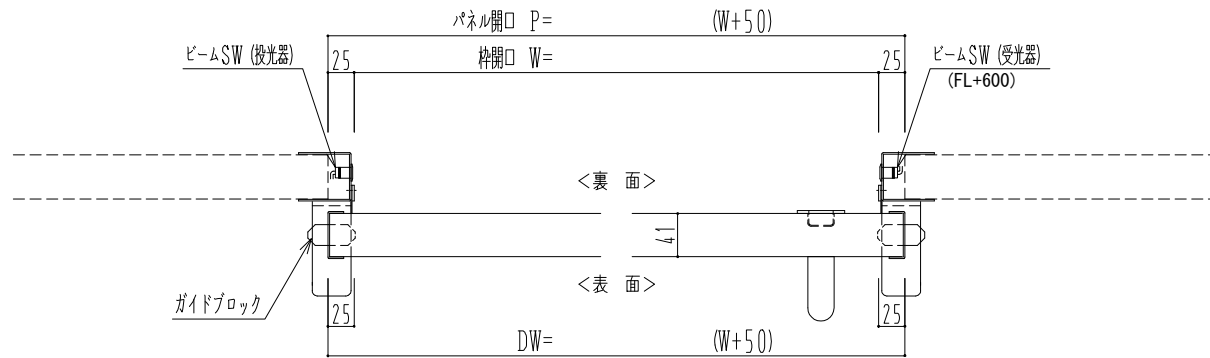 パネル開口 P= (W+50)
ビームSW (投光器)
25
枠開口 W=
25
ビームSW (受光器)
(FL+600)
<裏 面>
41
<表 面>
ガイドブロック
25
25
DW= (W+50)